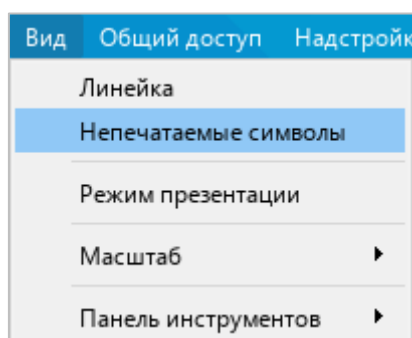 Вид Общий доступ Надстройк
Линейка
Непечатаемые символы
Режим презентации
Масштаб
Панель инструментов